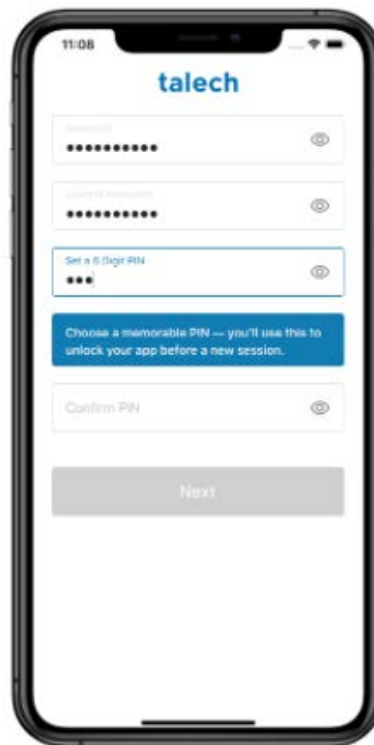 11:08
talech
••••••••••
••••••••••
Set a 6 Digit PIN
•••
Choose a memorable PIN — you'll use this to
unlock your app before a new session.
Confirm PIN
Next